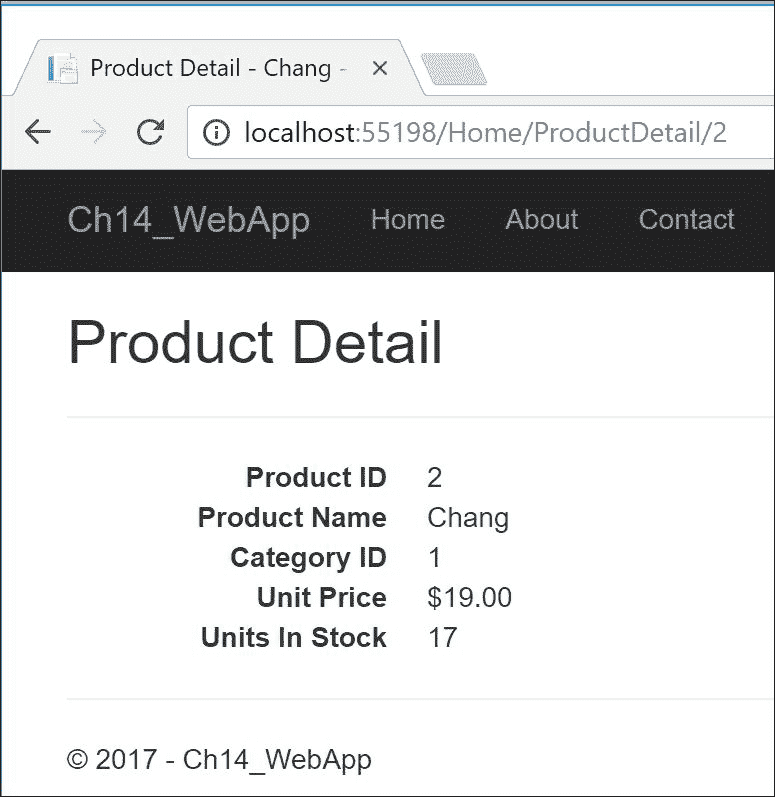 Product Detail - Chang -
localhost:55198/Home/ProductDetail/2
Ch14_WebApp Home About Contact
Product Detail
Product ID 2
Product Name Chang
Category ID 1
Unit Price $19.00
Units In Stock 17
© 2017 - Ch14_WebApp